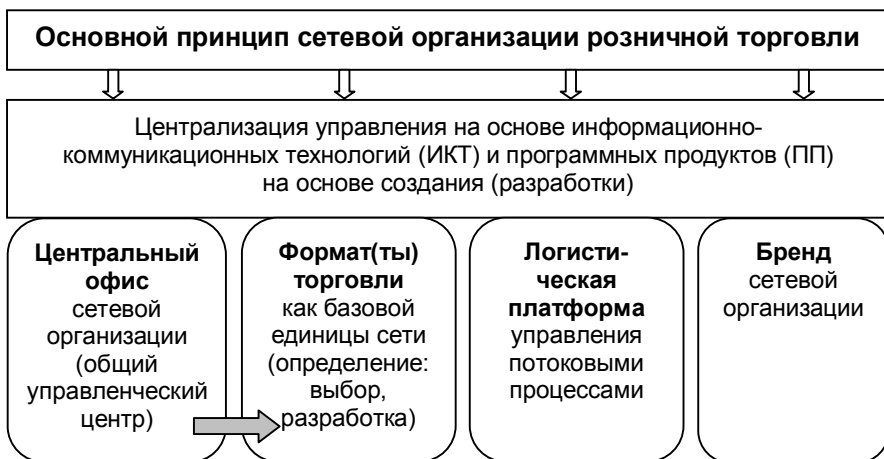 Основной принцип сетевой организации розничной торговли
Централизация управления на основе информационно-
коммуникационных технологий (ИКТ) и программных продуктов (ПП)
на основе создания (разработки)
Центральный
офис
сетевой
организации
(общий
управленческий
центр)
Формат(ты)
торговли
как базовой
единицы сети
(определение:
выбор,
разработка)
Логисти-
ческая
платформа
управления
потоковыми
процессами
Бренд
сетевой
организации